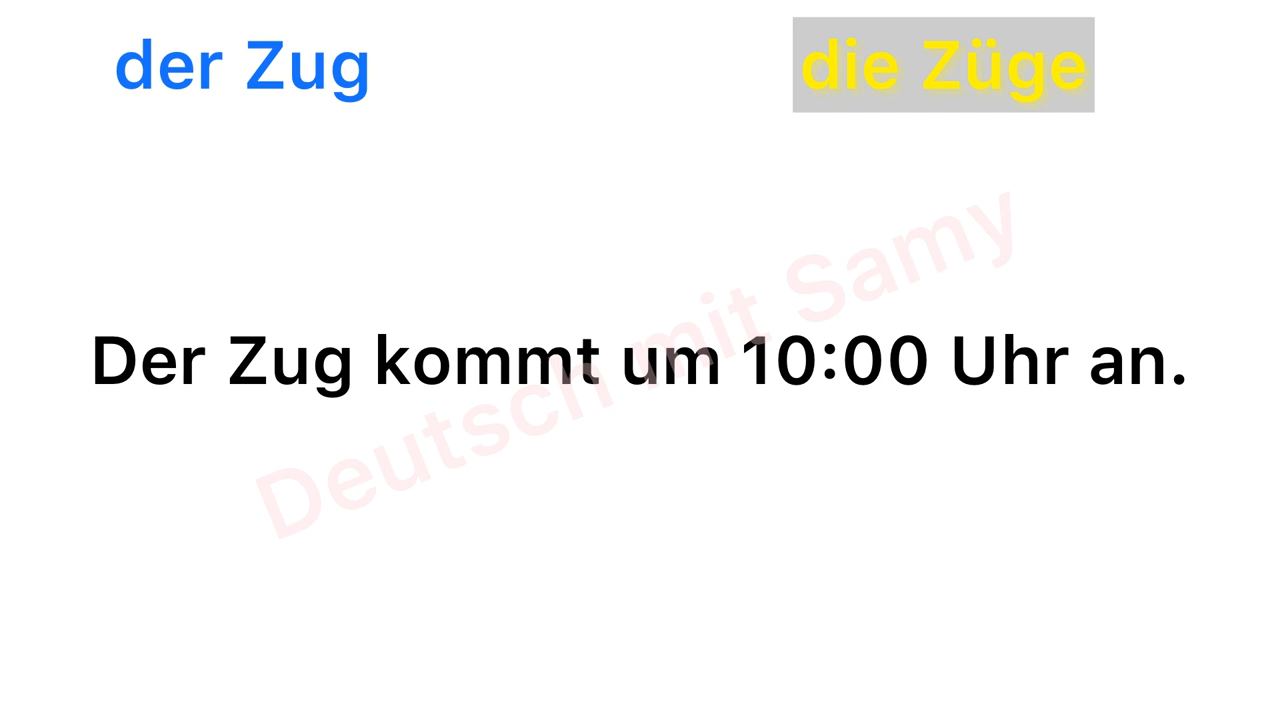 der Zug
die Züge
Der Zug kommt um 10:00 Uhr an.
Deutsch mit Samy